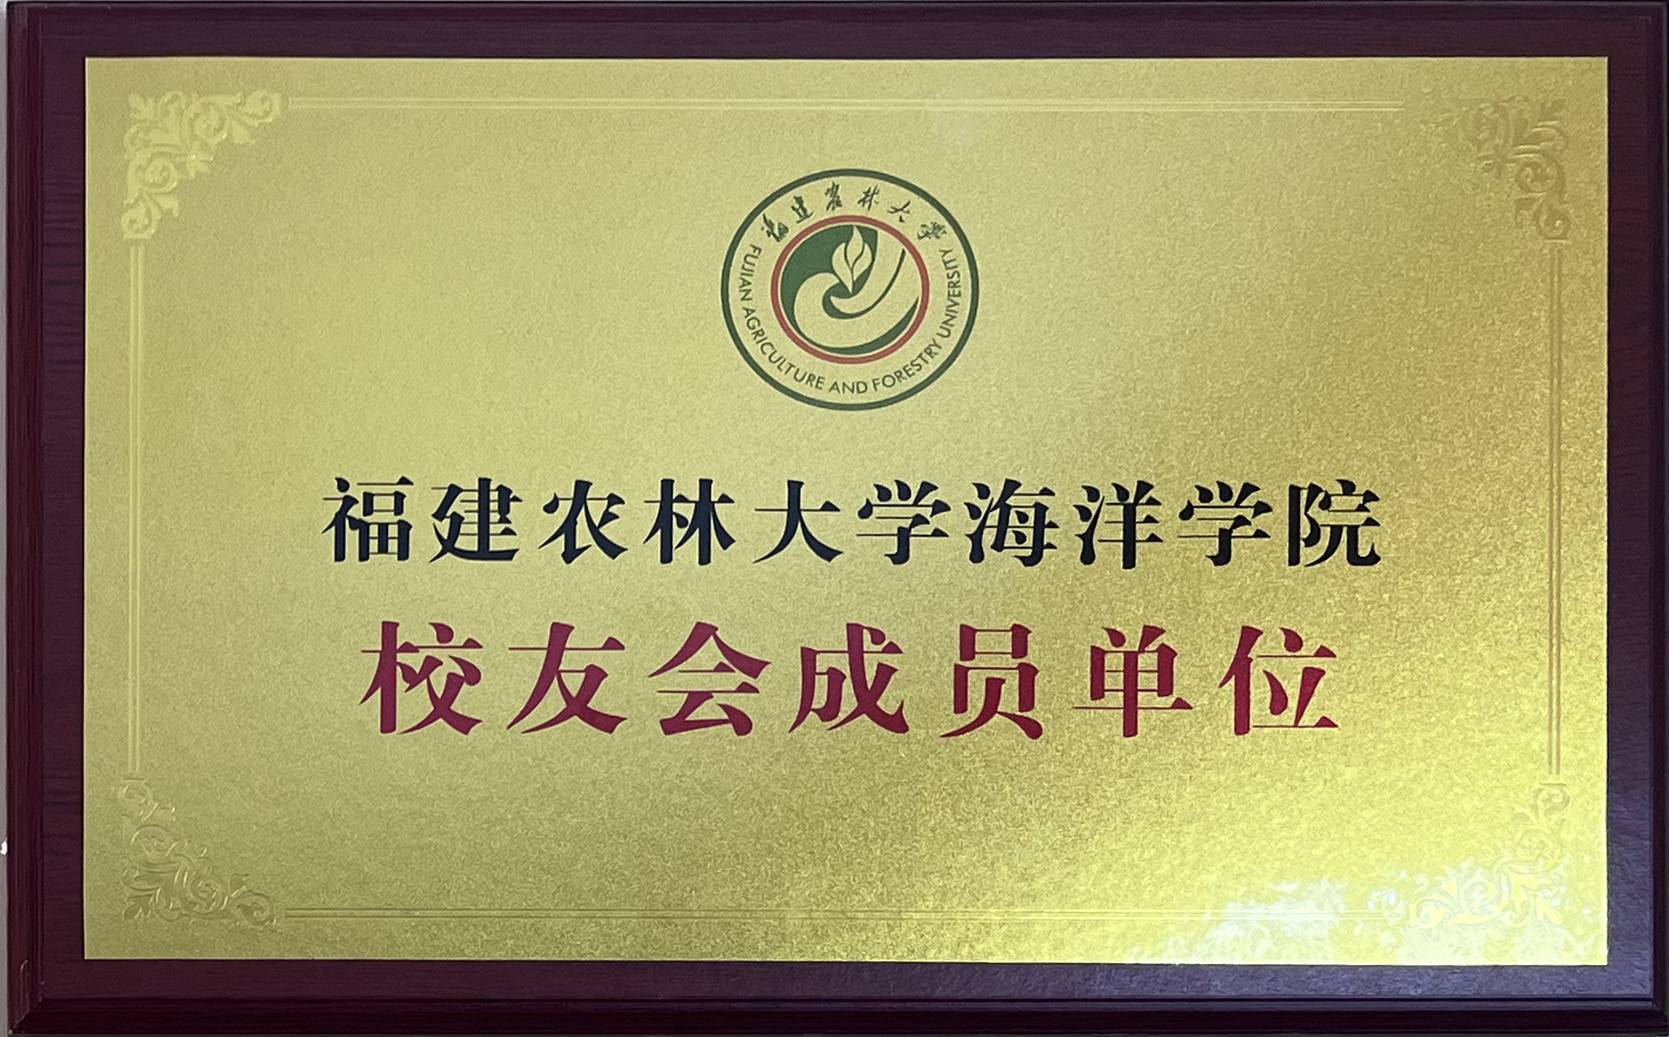 福建农林大学
FUJIAN AGRICULTURE AND FORESTRY UNIVERSITY
福建农林大学海洋学院
校友会成员单位